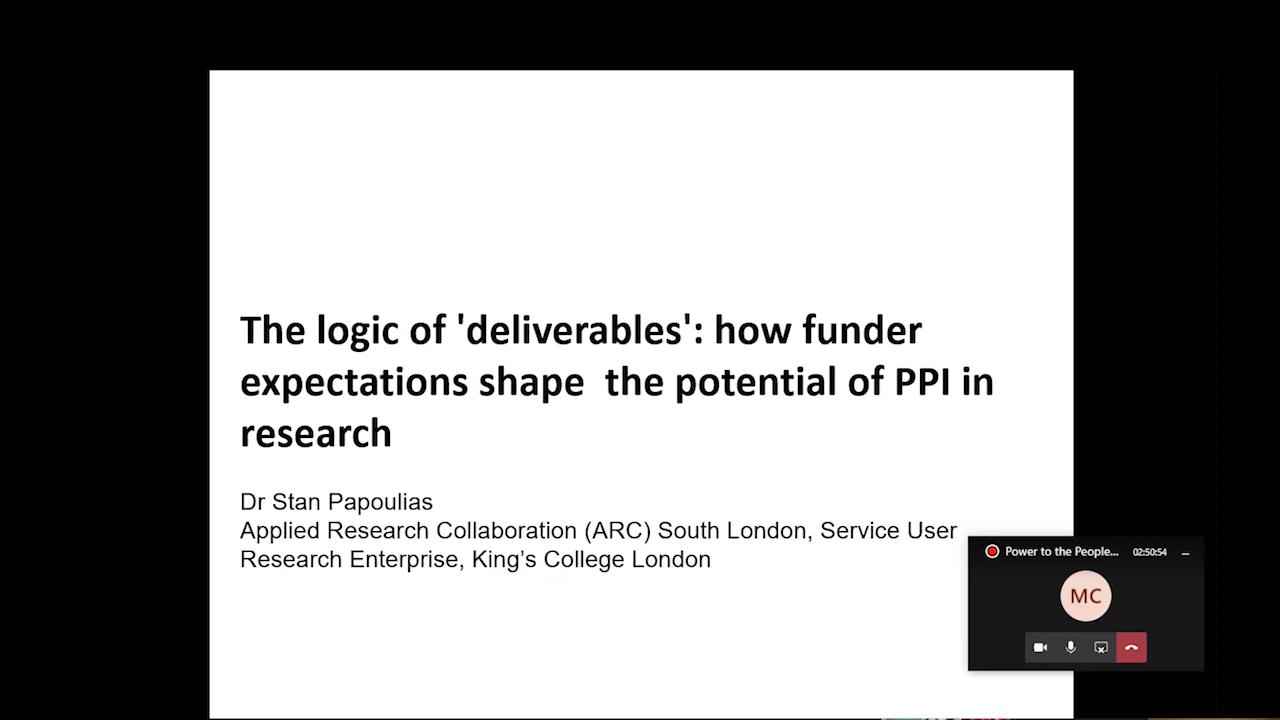 The logic of 'deliverables': how funder
expectations shape  the potential of PPI in
research
Dr Stan Papoulias
Applied Research Collaboration (ARC) South London, Service User
Research Enterprise, King’s College London
Power to the People... 02:50:54
MC